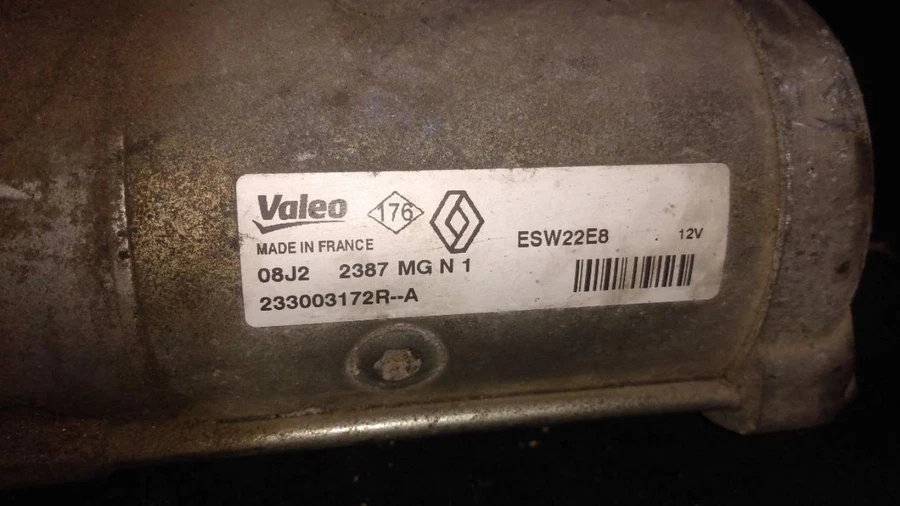 Valeo 176
MADE IN FRANCE
ESW22E8 12V
08J2 2387 MG N 1
233003172R--A